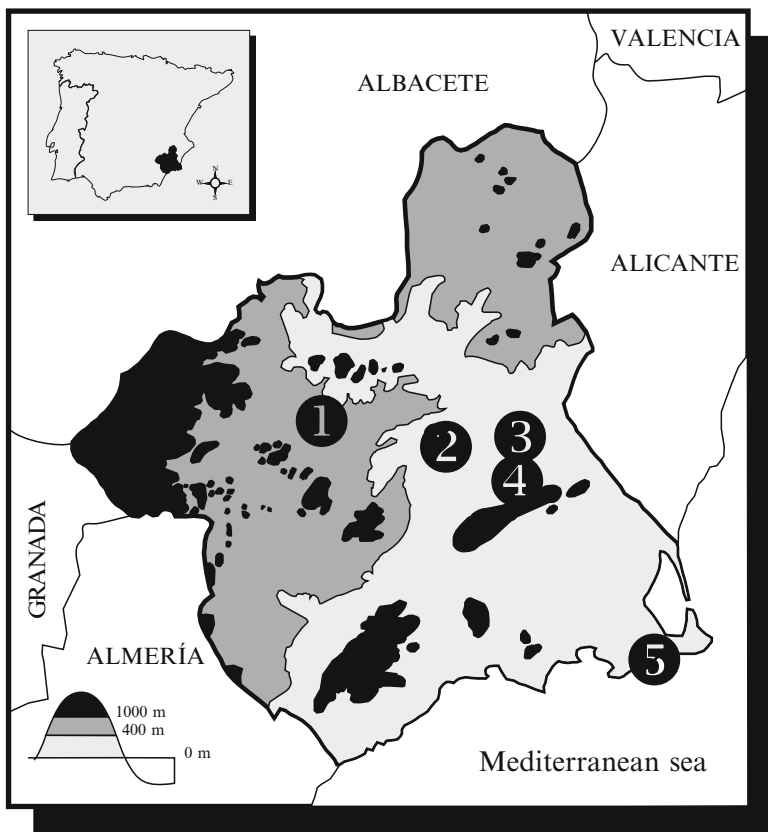 VALENCIA
ALBACETE
N
W E
S
ALICANTE
1
2
3
4
GRANADA
ALMERÍA
5
1000 m
400 m
0 m
Mediterranean sea